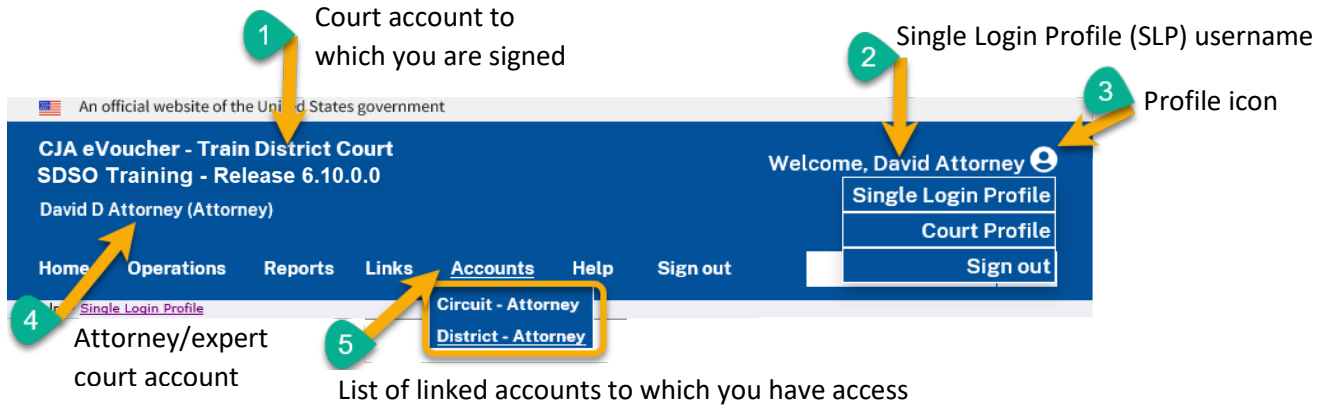 1
Court account to
which you are signed
2
Single Login Profile (SLP) username
3
Profile icon
An official website of the United States government
CJA eVoucher - Train District Court
SDSO Training - Release 6.10.0.0
David D Attorney (Attorney)
Welcome, David Attorney
Single Login Profile
Court Profile
Sign out
Home Operations Reports Links Accounts Help Sign out
Single Login Profile
Circuit - Attorney
District - Attorney
4
Attorney/expert
court account
5
List of linked accounts to which you have access